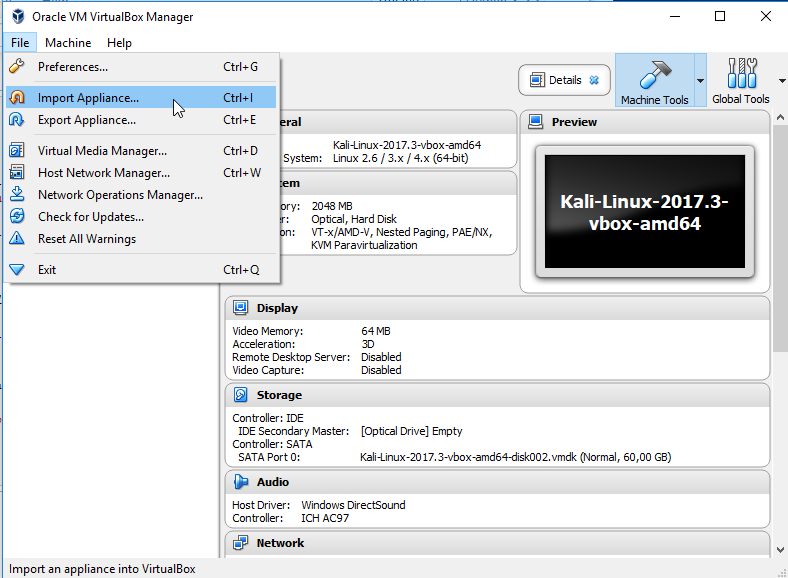 Oracle VM VirtualBox Manager
File Machine Help
Preferences... Ctrl+G
Import Appliance... Ctrl+I
Export Appliance... Ctrl+E
Virtual Media Manager... Ctrl+D
Host Network Manager... Ctrl+W
Network Operations Manager...
Check for Updates...
Reset All Warnings
Exit Ctrl+Q
Details
Machine Tools
Global Tools
eral
Kali-Linux-2017.3-vbox-amd64
System: Linux 2.6 / 3.x / 4.x (64-bit)
tem
ory: 2048 MB
er: Optical, Hard Disk
on: VT-x/AMD-V, Nested Paging, PAE/NX,
KVM Paravirtualization
Preview
Kali-Linux-2017.3-
vbox-amd64
Display
Video Memory: 64 MB
Acceleration: 3D
Remote Desktop Server: Disabled
Video Capture: Disabled
Storage
Controller: IDE
IDE Secondary Master: [Optical Drive] Empty
Controller: SATA
SATA Port 0: Kali-Linux-2017.3-vbox-amd64-disk002.vmdk (Normal, 60,00 GB)
Audio
Host Driver: Windows DirectSound
Controller: ICH AC97
Network
Import an appliance into VirtualBox